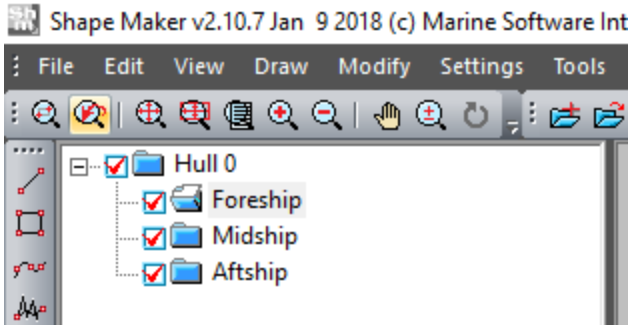 Shape Maker v2.10.7 Jan 9 2018 (c) Marine Software Int
File Edit View Draw Modify Settings Tools
Hull 0
Foreship
Midship
Aftship